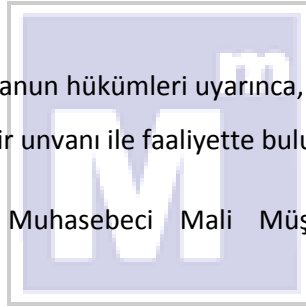 anun hükümleri uyarınca,
ir unvanı ile faaliyette bulu
Muhasebeci Mali Müş